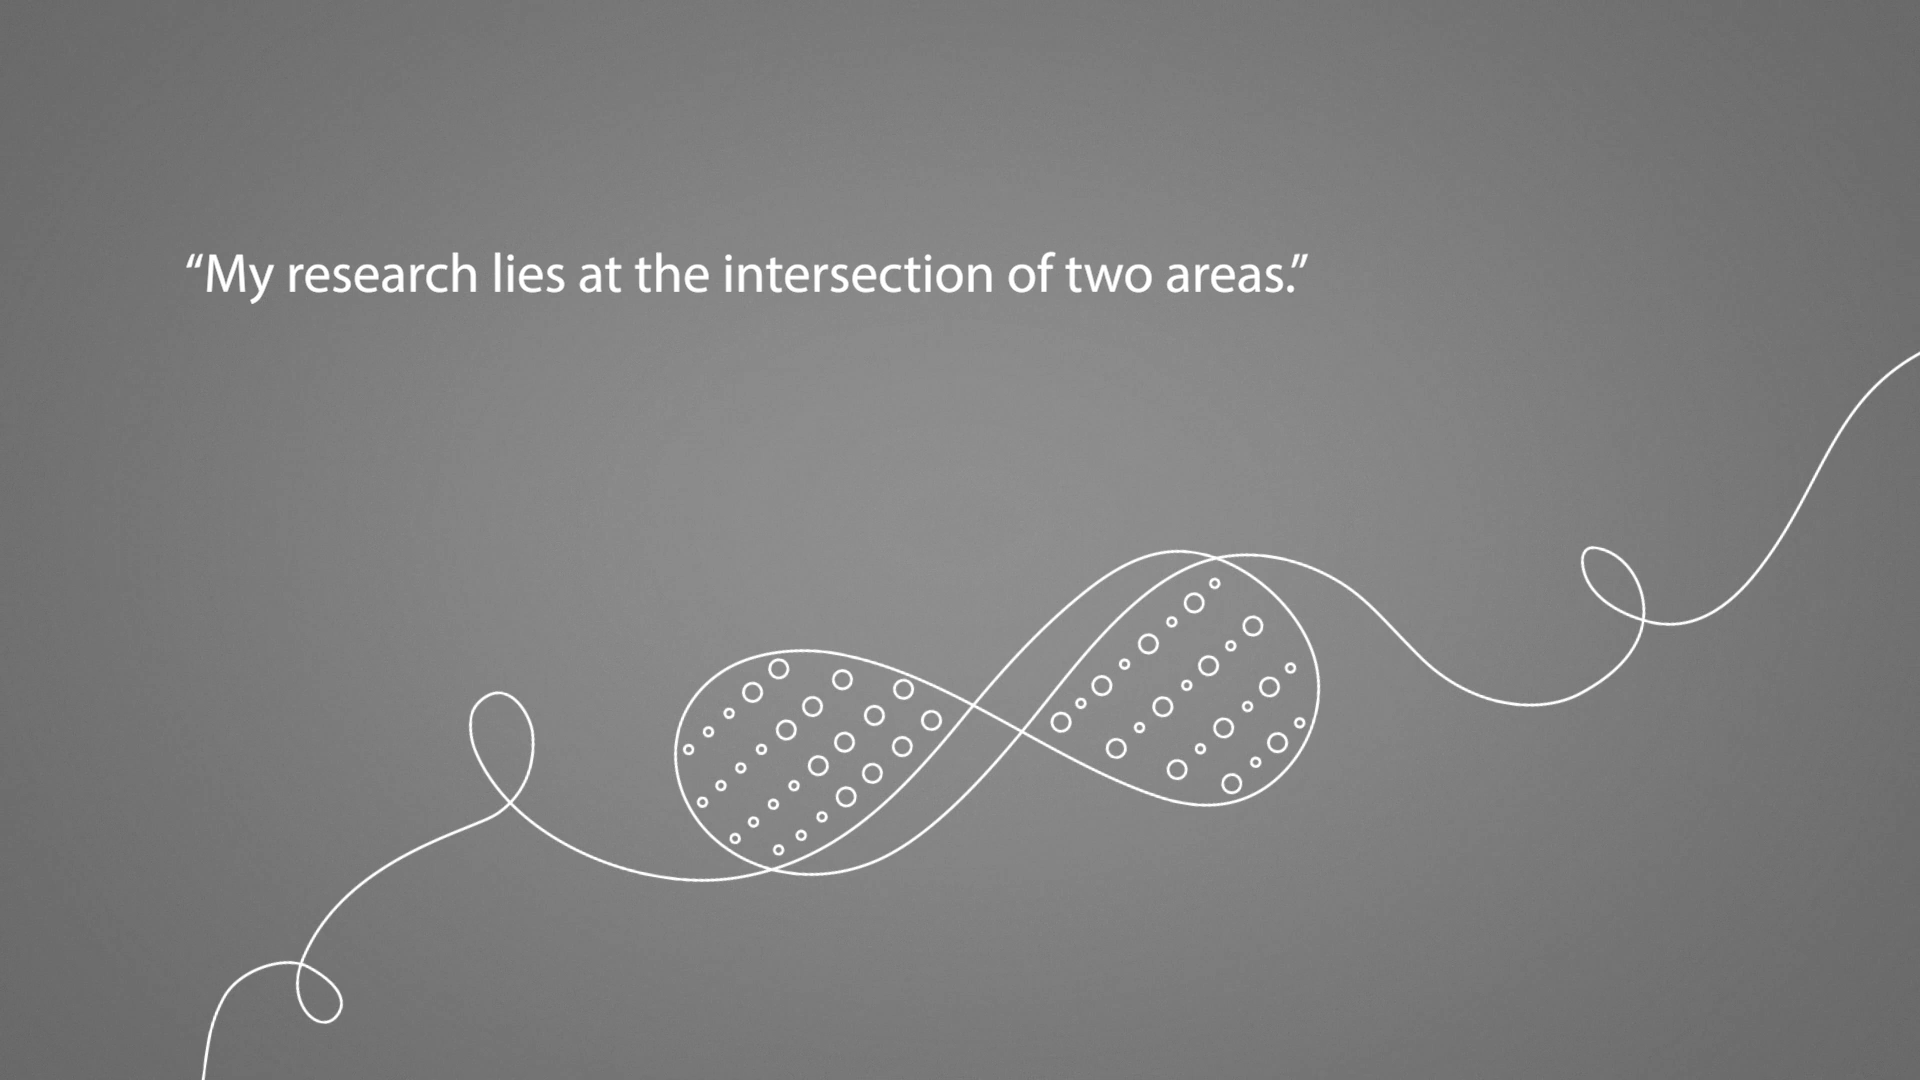 “My research lies at the intersection of two areas.”